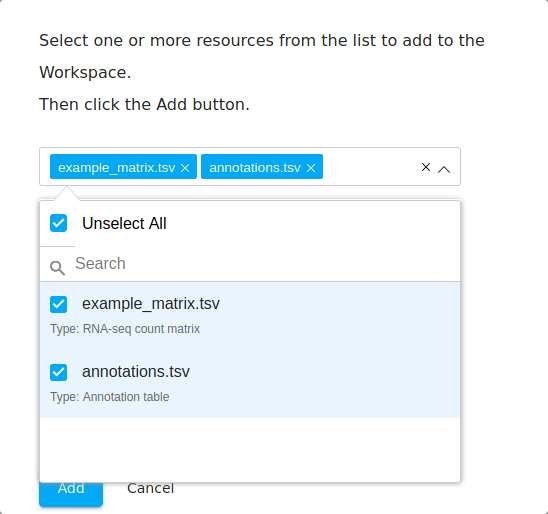 Select one or more resources from the list to add to the
Workspace.
Then click the Add button.
example_matrix.tsv annotations.tsv
Unselect All
Search
example_matrix.tsv
Type: RNA-seq count matrix
annotations.tsv
Type: Annotation table
Add Cancel